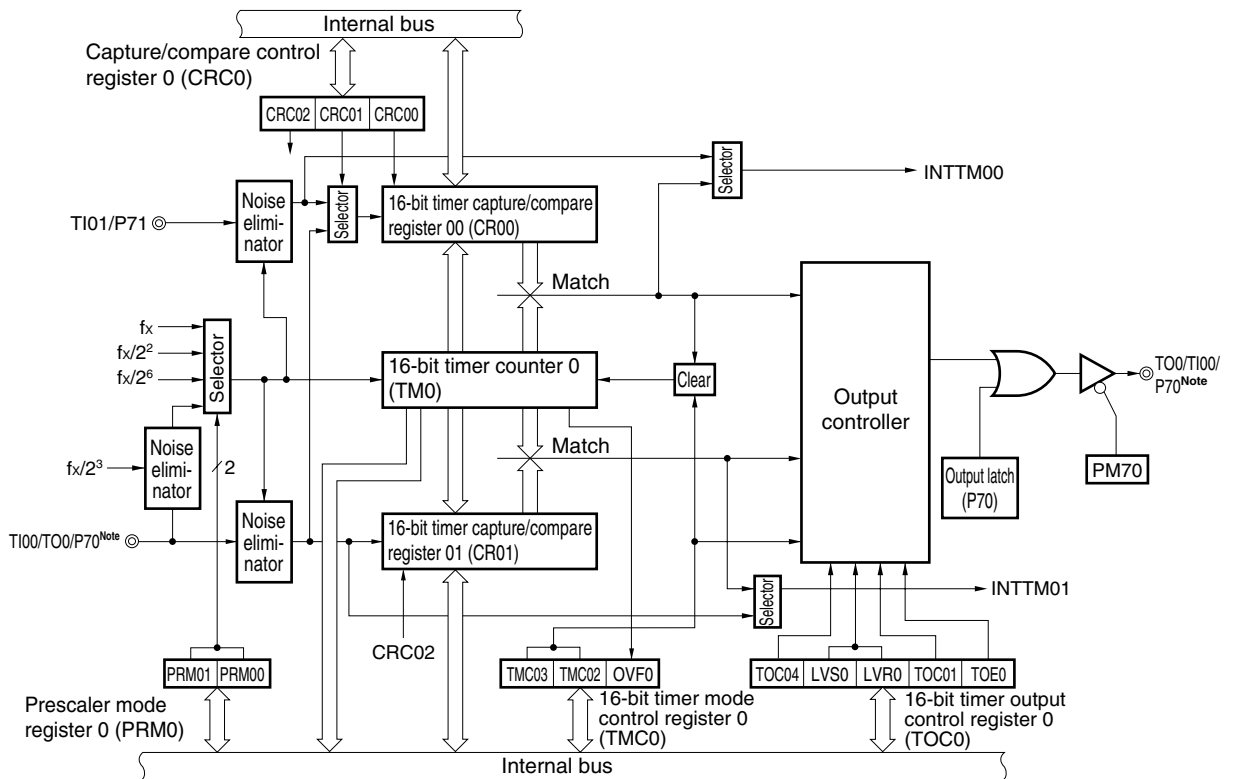 Internal bus
Capture/compare control
register 0 (CRC0)
CRC02 CRC01 CRC00
TI01/P71
Noise
elimi-
nator
Selector
16-bit timer capture/compare
register 00 (CR00)
Selector
INTTM00
Match
fx
fx/2²
fx/2⁶
Selector
16-bit timer counter 0
(TM0)
Clear
Output
controller
TO0/TI00/
P70Note
fx/2³
Noise
elimi-
nator
2
Match
Output latch
(P70)
PM70
TI00/TO0/P70Note
Noise
elimi-
nator
16-bit timer capture/compare
register 01 (CR01)
Selector
INTTM01
CRC02
PRM01 PRM00
TMC03 TMC02 OVF0
TOC04 LVS0 LVR0 TOC01 TOE0
Prescaler mode
register 0 (PRM0)
16-bit timer mode
control register 0
(TMC0)
16-bit timer output
control register 0
(TOC0)
Internal bus